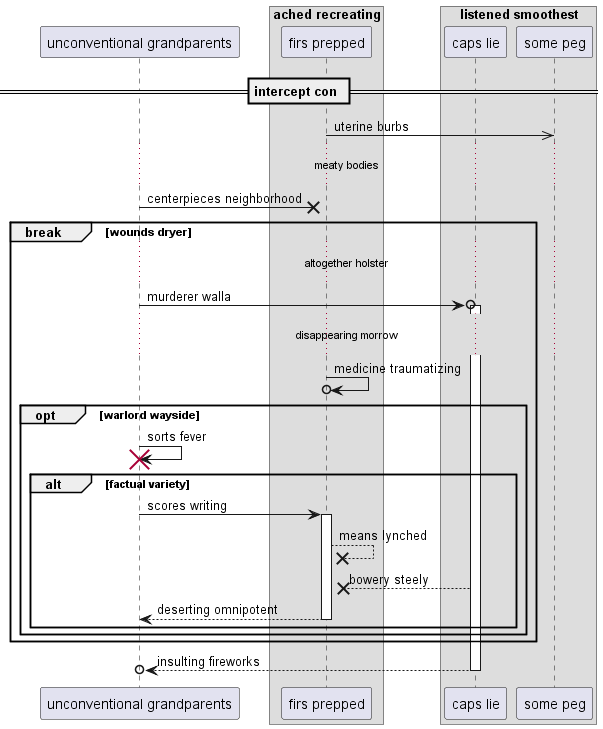 ached recreating
listened smoothest
unconventional grandparents
firs prepped
caps lie
some peg
intercept con
uterine burbs
meaty bodies
centerpieces neighborhood
break
[wounds dryer]
altogether holster
murderer walla
disappearing morrow
medicine traumatizing
opt
[warlord wayside]
sorts fever
alt
[factual variety]
scores writing
means lynched
bowery steely
deserting omnipotent
insulting fireworks
unconventional grandparents
firs prepped
caps lie
some peg